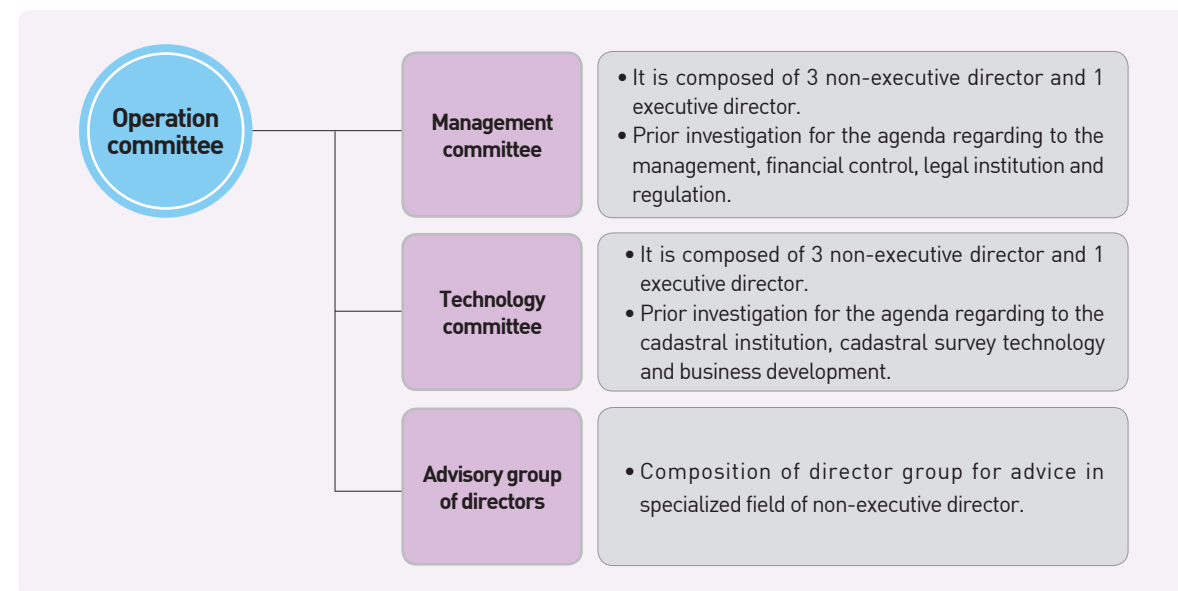 Operation
committee
Management
committee
• It is composed of 3 non-executive director and 1
executive director.
• Prior investigation for the agenda regarding to the
management, financial control, legal institution and
regulation.
Technology
committee
• It is composed of 3 non-executive director and 1
executive director.
• Prior investigation for the agenda regarding to the
cadastral institution, cadastral survey technology
and business development.
Advisory group
of directors
• Composition of director group for advice in
specialized field of non-executive director.